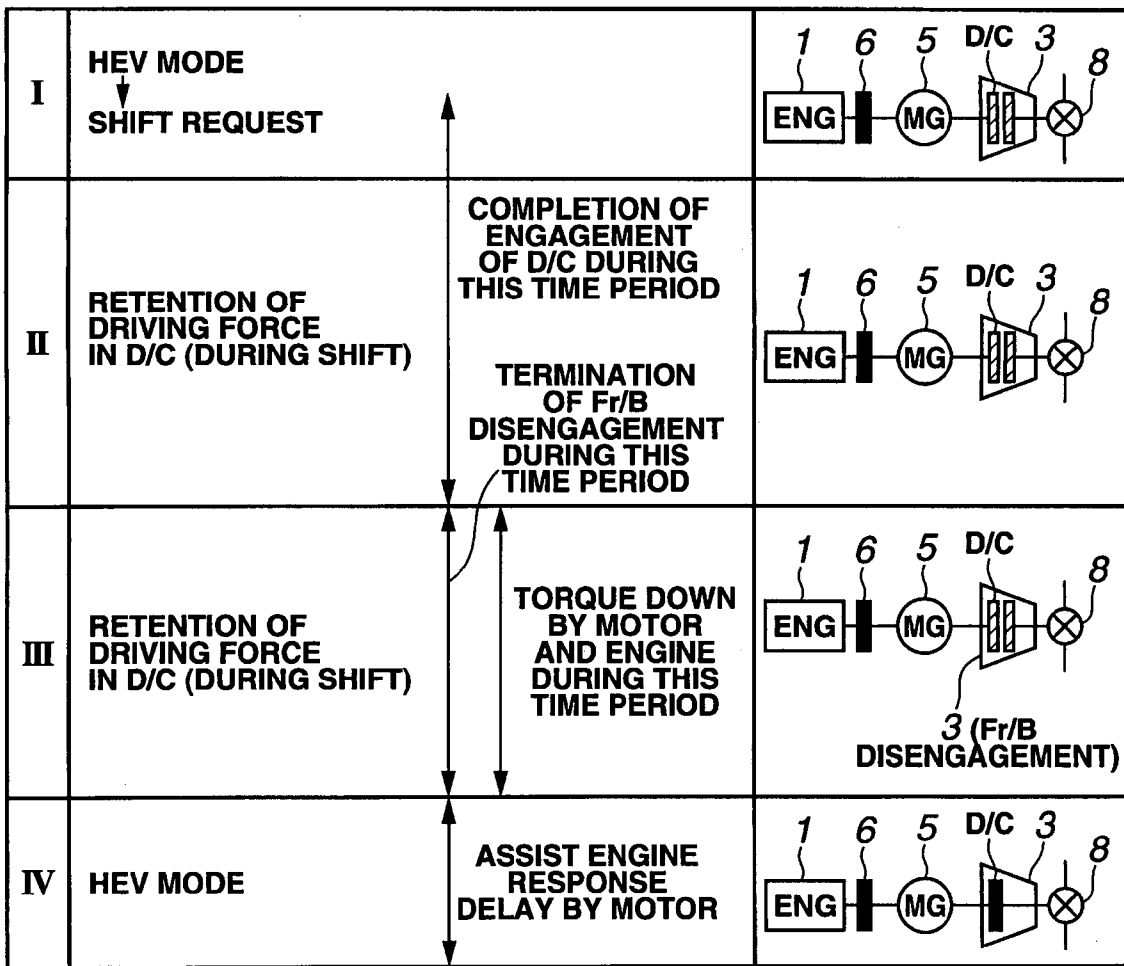 I
HEV MODE
SHIFT REQUEST
1 6 5 D/C 3 8
ENG MG
II
RETENTION OF
DRIVING FORCE
IN D/C (DURING SHIFT)
COMPLETION OF
ENGAGEMENT
OF D/C DURING
THIS TIME PERIOD
TERMINATION
OF Fr/B
DISENGAGEMENT
DURING THIS
TIME PERIOD
1 6 5 D/C 3 8
ENG MG
III
RETENTION OF
DRIVING FORCE
IN D/C (DURING SHIFT)
TORQUE DOWN
BY MOTOR
AND ENGINE
DURING THIS
TIME PERIOD
1 6 5 D/C 8
ENG MG
3 (Fr/B
DISENGAGEMENT)
IV
HEV MODE
ASSIST ENGINE
RESPONSE
DELAY BY MOTOR
1 6 5 D/C 3 8
ENG MG